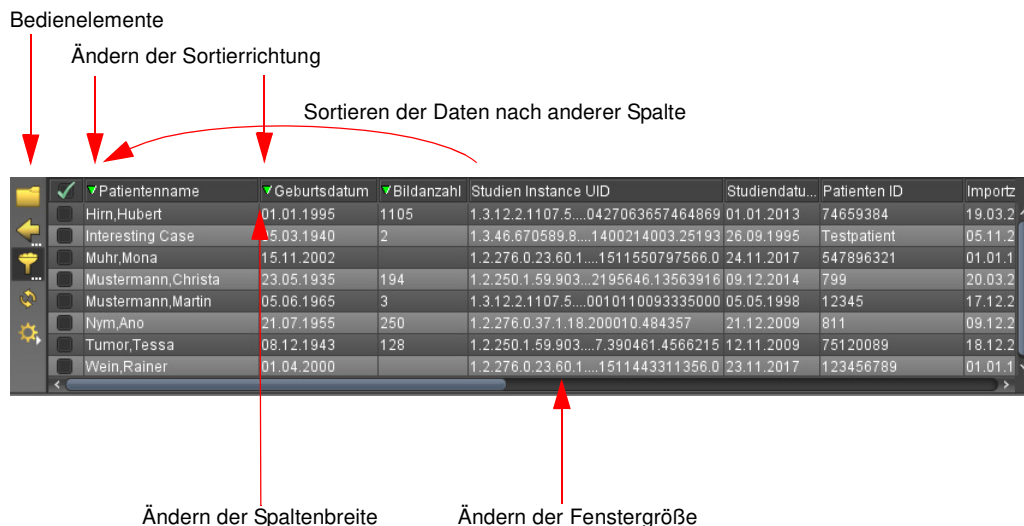 Bedienelemente
Ändern der Sortierrichtung
Sortieren der Daten nach anderer Spalte
Patientenname Geburtsdatum Bildanzahl Studien Instance UID Studiendatu... Patienten ID Importz
Hirn,Hubert 01.01.1995 1105 1.3.12.2.1107.5....0427063657464869 01.01.2013 74659384 19.03.2
Interesting Case 05.03.1940 2 1.3.46.670589.8....1400214003.25193 26.09.1995 Testpatient 05.11.2
Muhr,Mona 15.11.2002 1.2.276.0.23.60.1....15115507975​66.0 24.11.2017 547896321 01.01.1
Mustermann,Christa 23.05.1935 194 1.2.250.1.59.903...2195646.13563916 09.12.2014 799 20.03.2
Mustermann,Martin 05.06.1965 3 1.3.12.2.1107.5....0010110093335000 05.05.1998 12345 17.12.2
Nym,Ano 21.07.1955 250 1.2.276.0.37.1.18.200010.484357 21.12.2009 811 09.12.2
Tumor,Tessa 08.12.1943 128 1.2.250.1.59.903....7.390461.4566215 12.11.2009 75120089 18.12.2
Wein,Rainer 01.04.2000 1.2.276.0.23.60.1....1511443311356.0 23.11.2017 123456789 01.01.1
Ändern der Spaltenbreite Ändern der Fenstergröße